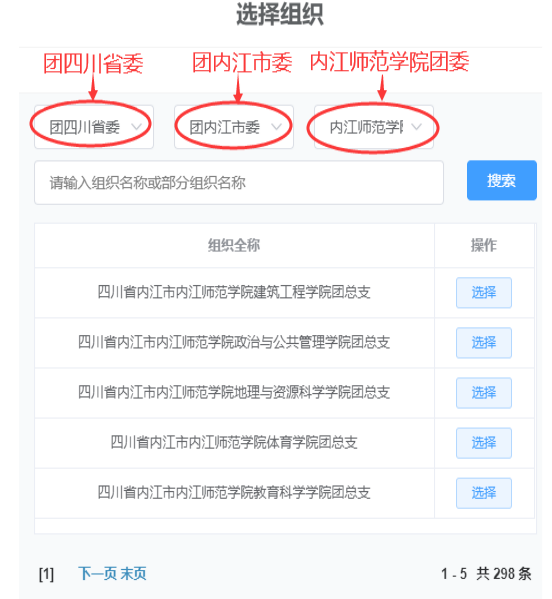 选择组织
团四川省委 团内江市委 内江师范学院团委
团四川省委 团内江市委 内江师范学
请输入组织名称或部分组织名称 搜索
组织全称 操作
四川省内江市内江师范学院建筑工程学院团总支 选择
四川省内江市内江师范学院政治与公共管理学院团总支 选择
四川省内江市内江师范学院地理与资源科学学院团总支 选择
四川省内江市内江师范学院体育学院团总支 选择
四川省内江市内江师范学院教育科学学院团总支 选择
[1] 下一页 末页 1 - 5 共 298 条